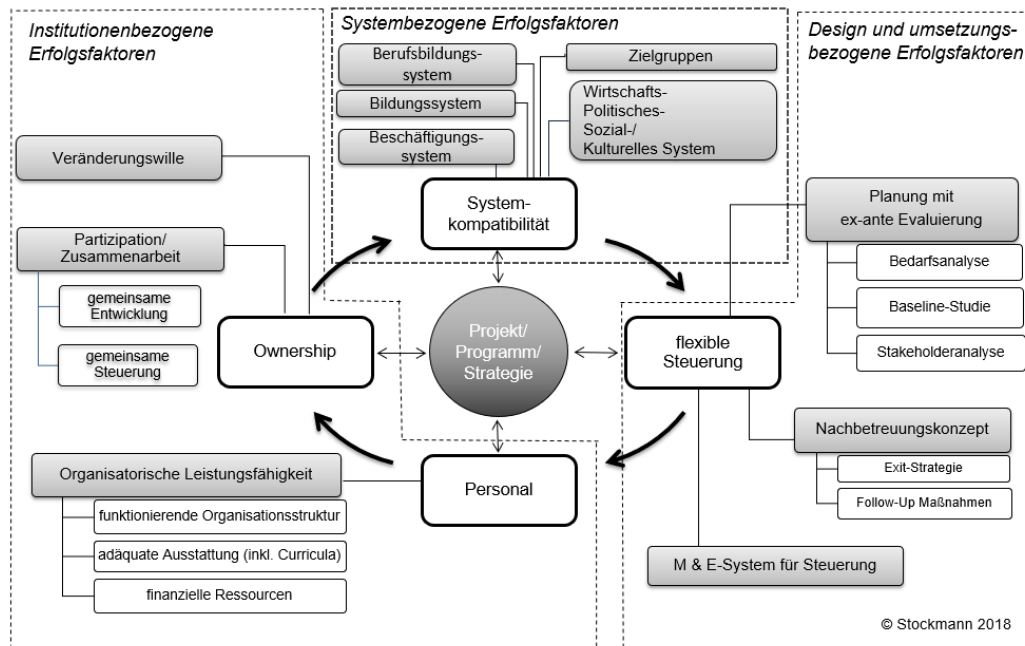 Institutionenbezogene
Erfolgsfaktoren
Systembezogene Erfolgsfaktoren
Design und umsetzungs-
bezogene Erfolgsfaktoren
Berufsbildungs-
system
Bildungssystem
Beschäftigungs-
system
Zielgruppen
Wirtschafts-
Politisches-
Sozial-/
Kulturelles System
System-
kompatibilität
Veränderungswille
Partizipation/
Zusammenarbeit
gemeinsame
Entwicklung
gemeinsame
Steuerung
Ownership
Projekt/
Programm/
Strategie
flexible
Steuerung
Planung mit
ex-ante Evaluierung
Bedarfsanalyse
Baseline-Studie
Stakeholderanalyse
Nachbetreuungskonzept
Exit-Strategie
Follow-Up Maßnahmen
Organisatorische Leistungsfähigkeit
funktionierende Organisationsstruktur
adäquate Ausstattung (inkl. Curricula)
finanzielle Ressourcen
Personal
M & E-System für Steuerung
© Stockmann 2018